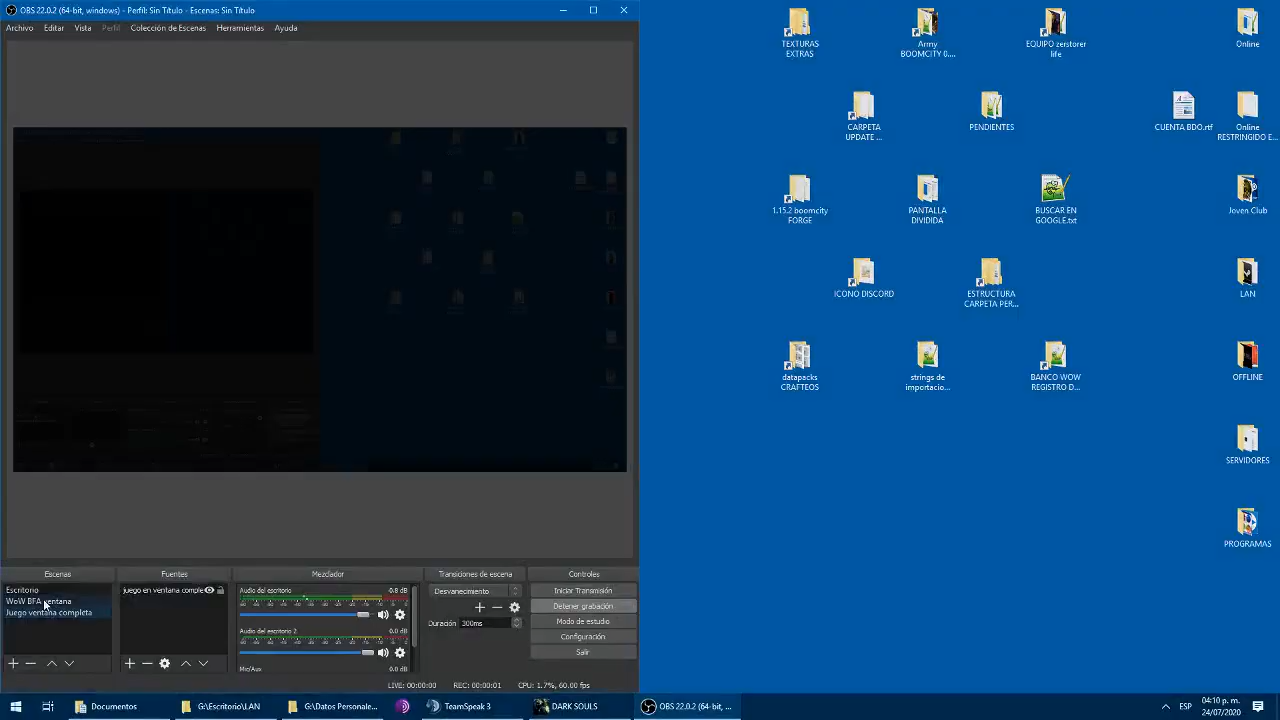 OBS 22.0.2 (64-bit, windows) - Perfil: Sin Título - Escenas: Sin Título
Archivo Editar Vista Perfil Colección de Escenas Herramientas Ayuda
TEXTURAS
EXTRAS
Army
BOOMCITY 0....
EQUIPO zerstorer
life
Online
CARPETA
UPDATE ...
PENDIENTES
CUENTA BDO.rtf
Online
RESTRINGIDO E...
1.15.2 boomcity
FORGE
PANTALLA
DIVIDIDA
BUSCAR EN
GOOGLE.txt
Joven Club
ICONO DISCORD
ESTRUCTURA
CARPETA PER...
LAN
datapacks
CRAFTEOS
strings de
importacio...
BANCO WOW
REGISTRO D...
OFFLINE
SERVIDORES
PROGRAMAS
Escenas
Escritorio
WoW BFA ventana
Juego ventana completa
Fuentes
juego en ventana comple
Mezclador
Audio del escritorio 0.8 dB
Audio del escritorio 2 0.0 dB
Mic/Aux 0.0 dB
Transiciones de escena
Desvanecimiento
Duración 300ms
Controles
Iniciar Transmisión
Detener grabación
Modo de estudio
Configuración
Salir
LIVE: 00:00:00 REC: 00:00:01 CPU: 1.7%, 60.00 fps
Documentos
G:\Escritorio\LAN
G:\Datos Personale...
TeamSpeak 3
DARK SOULS
OBS 22.0.2 (64-bit, ...
ESP
04:10 p. m.
24/07/2020